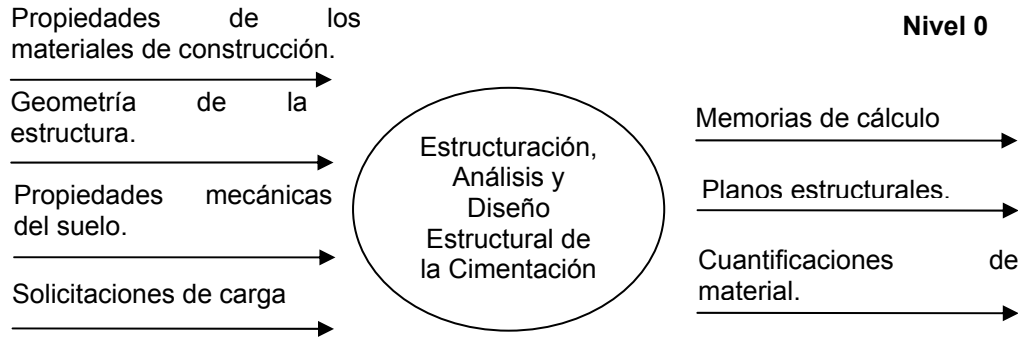 Propiedades de los
materiales de construcción.
Nivel 0
Geometría de la
estructura.
Propiedades mecánicas
del suelo.
Solicitaciones de carga
Estructuración,
Análisis y
Diseño
Estructural de
la Cimentación
Memorias de cálculo
Planos estructurales.
Cuantificaciones de
material.